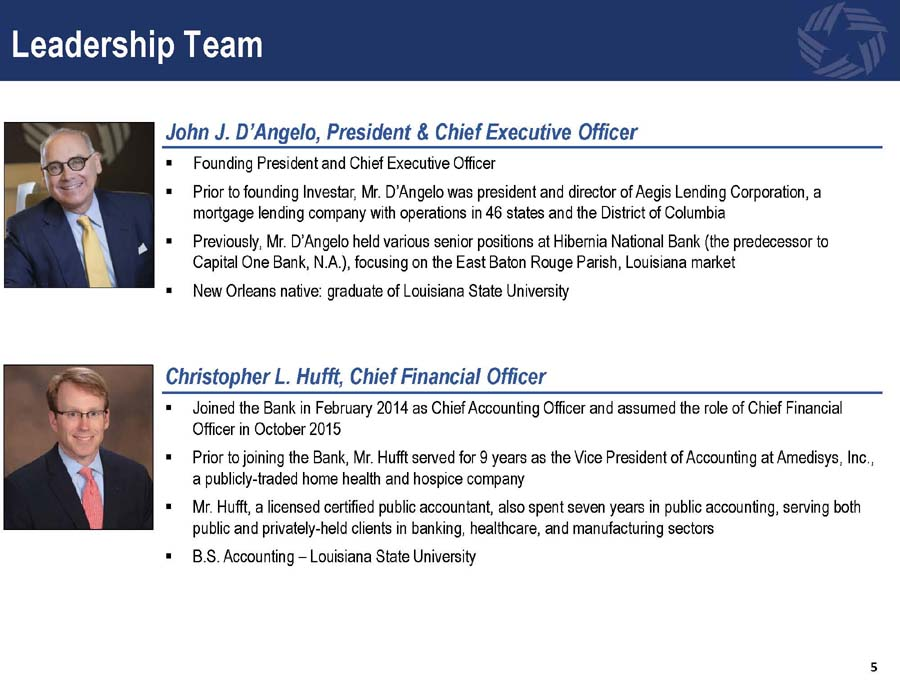 Leadership Team
John J. D’Angelo, President & Chief Executive Officer
▪ Founding President and Chief Executive Officer
▪ Prior to founding Investar, Mr. D’Angelo was president and director of Aegis Lending Corporation, a
mortgage lending company with operations in 46 states and the District of Columbia
▪ Previously, Mr. D’Angelo held various senior positions at Hibernia National Bank (the predecessor to
Capital One Bank, N.A.), focusing on the East Baton Rouge Parish, Louisiana market
▪ New Orleans native: graduate of Louisiana State University
Christopher L. Hufft, Chief Financial Officer
▪ Joined the Bank in February 2014 as Chief Accounting Officer and assumed the role of Chief Financial
Officer in October 2015
▪ Prior to joining the Bank, Mr. Hufft served for 9 years as the Vice President of Accounting at Amedisys, Inc.,
a publicly-traded home health and hospice company
▪ Mr. Hufft, a licensed certified public accountant, also spent seven years in public accounting, serving both
public and privately-held clients in banking, healthcare, and manufacturing sectors
▪ B.S. Accounting – Louisiana State University
5